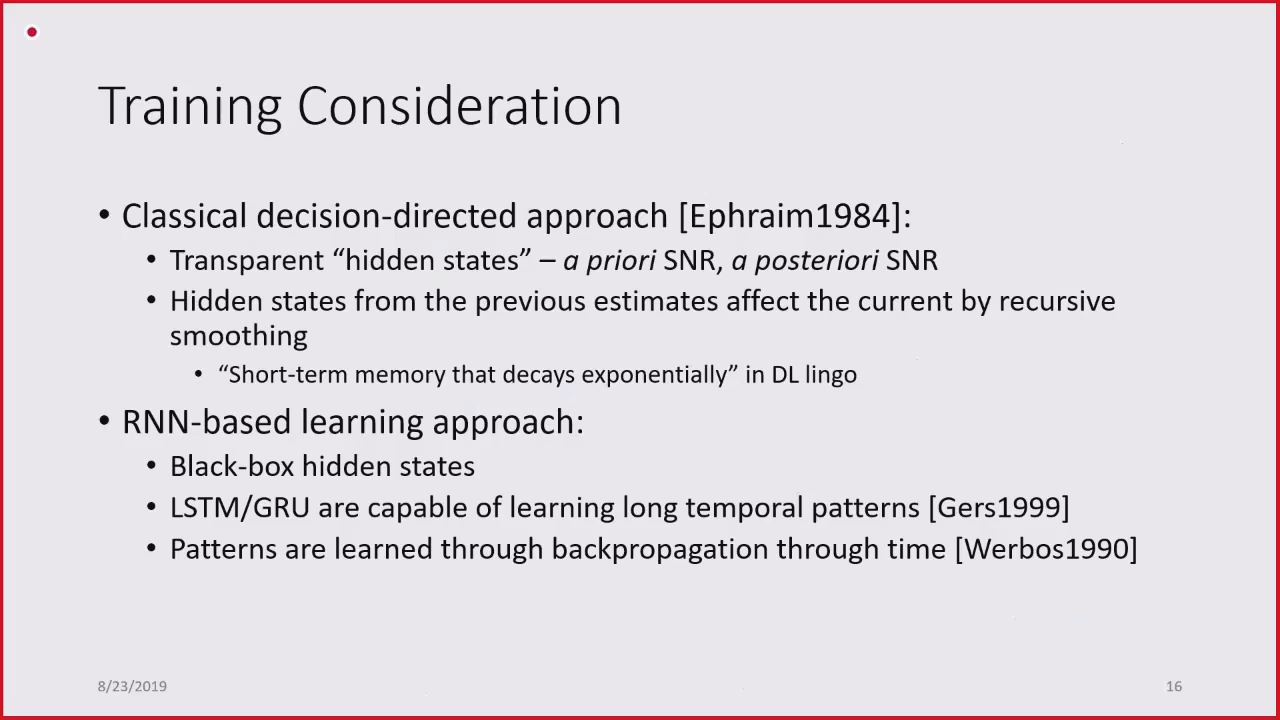 Training Consideration
• Classical decision-directed approach [Ephraim1984]:
• Transparent “hidden states” – a priori SNR, a posteriori SNR
• Hidden states from the previous estimates affect the current by recursive
smoothing
• “Short-term memory that decays exponentially” in DL lingo
• RNN-based learning approach:
• Black-box hidden states
• LSTM/GRU are capable of learning long temporal patterns [Gers1999]
• Patterns are learned through backpropagation through time [Werbos1990]
8/23/2019
16